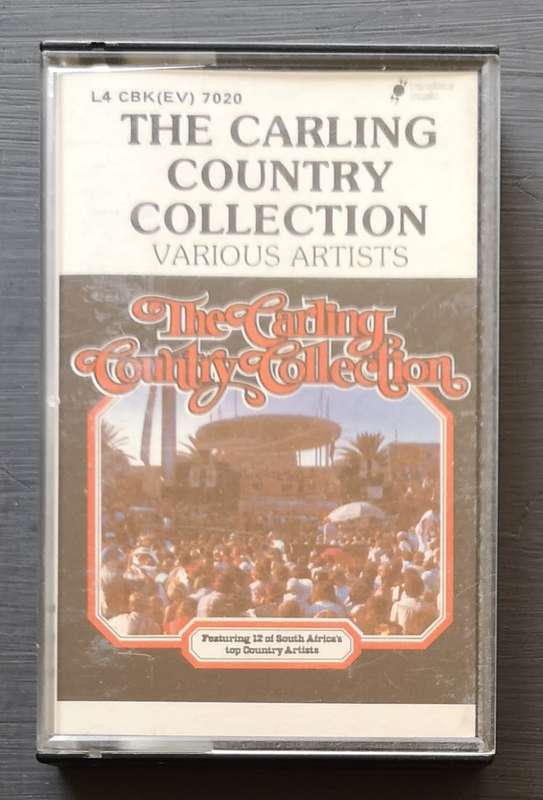 L4 CBK(EV) 7020
THE CARLING
COUNTRY
COLLECTION
VARIOUS ARTISTS
The Carling
Country Collection
Featuring 12 of South Africa's
top Country Artists